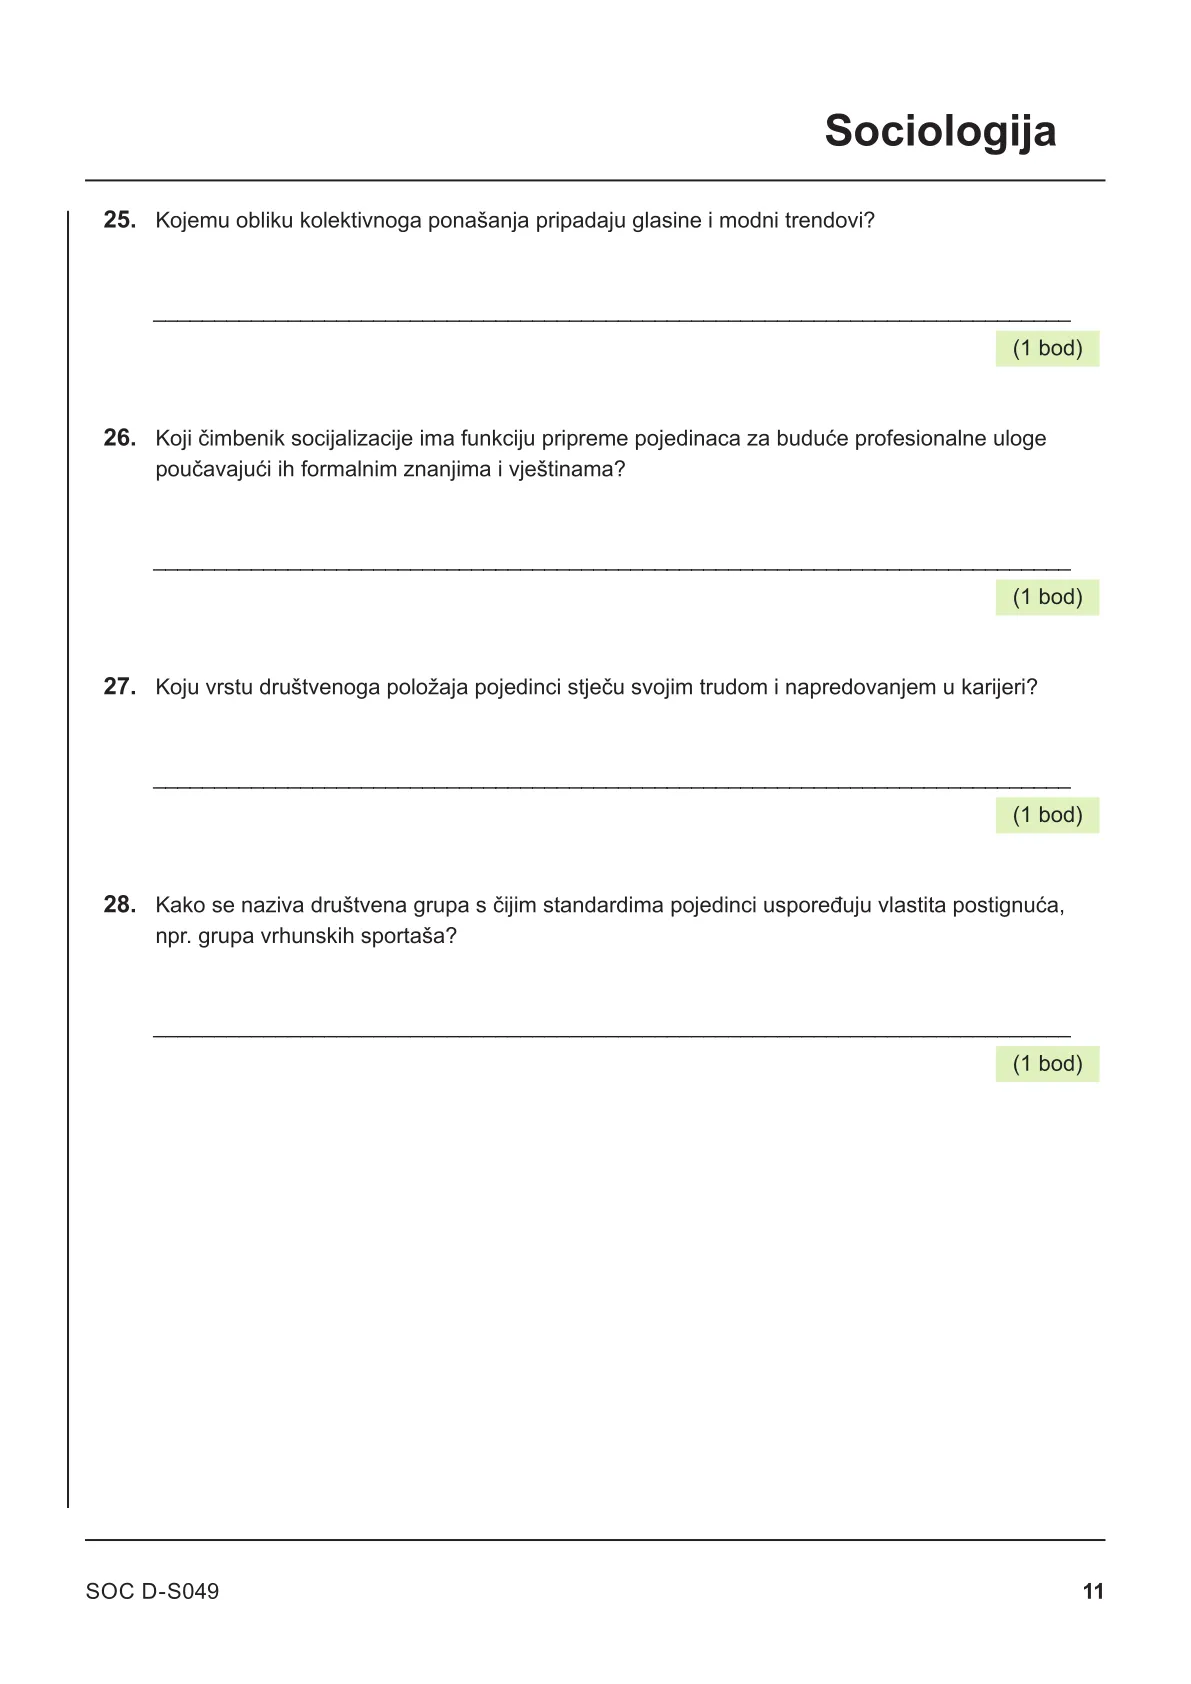 Sociologija
25. Kojemu obliku kolektivnoga ponašanja pripadaju glasine i modni trendovi?
(1 bod)
26. Koji čimbenik socijalizacije ima funkciju pripreme pojedinaca za buduće profesionalne uloge
poučavajući ih formalnim znanjima i vještinama?
(1 bod)
27. Koju vrstu društvenoga položaja pojedinci stječu svojim trudom i napredovanjem u karijeri?
(1 bod)
28. Kako se naziva društvena grupa s čijim standardima pojedinci uspoređuju vlastita postignuća,
npr. grupa vrhunskih sportaša?
(1 bod)
SOC D-S049
11